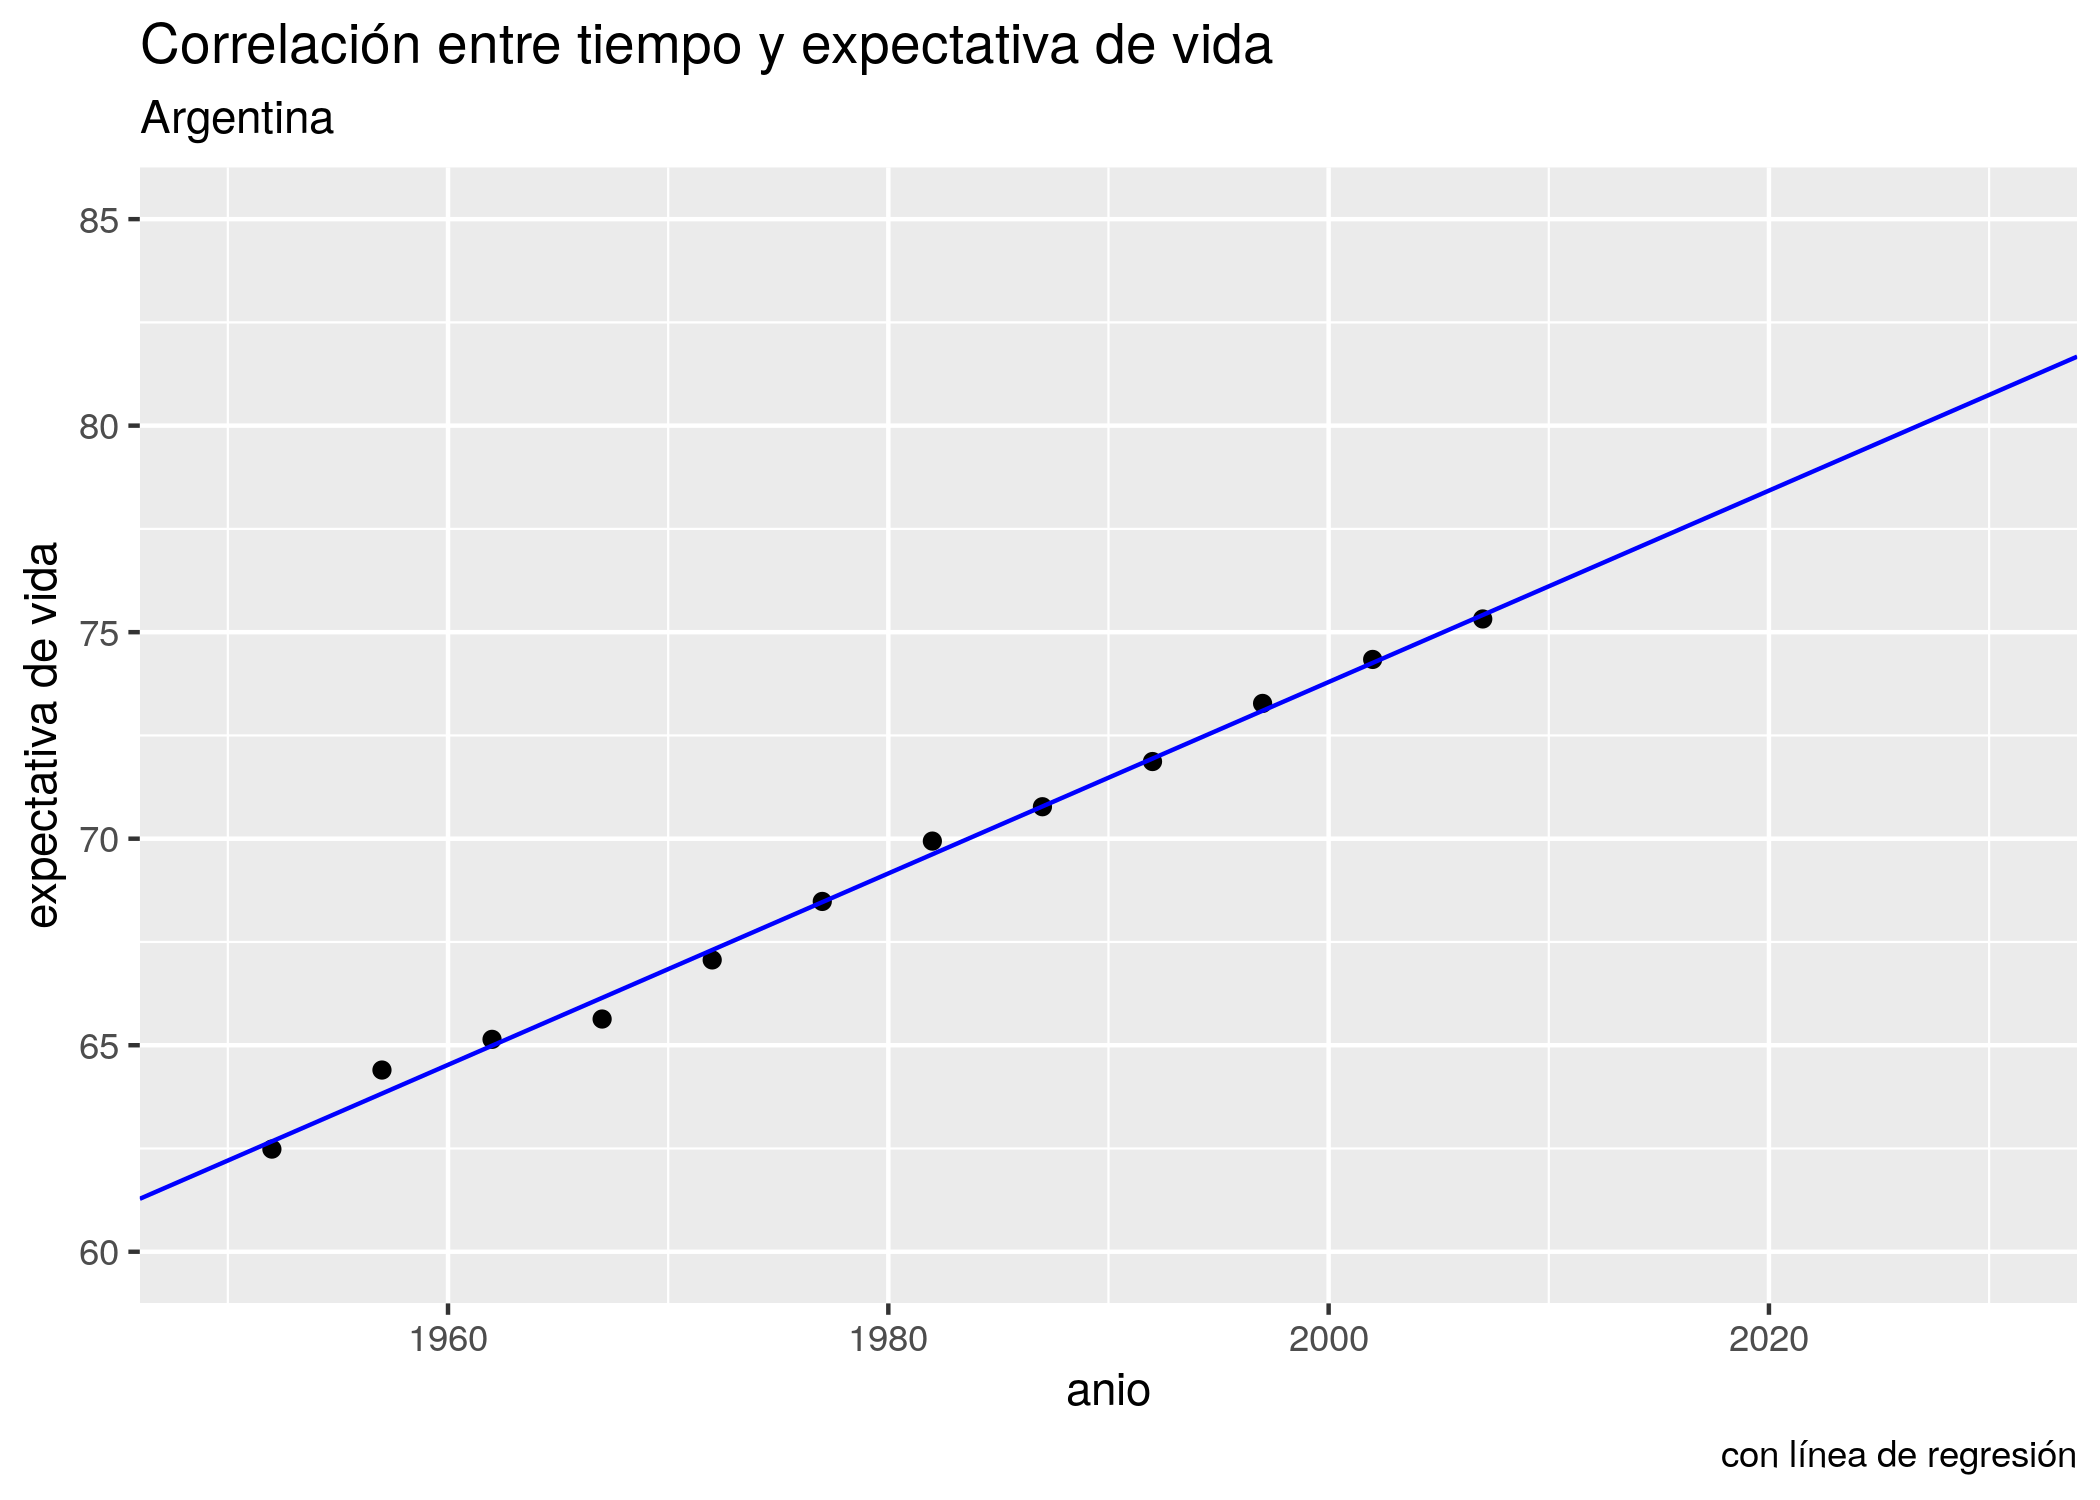 Correlación entre tiempo y expectativa de vida
Argentina
expectativa de vida
85
80
75
70
65
60
1960 1980 2000 2020
anio
con línea de regresión